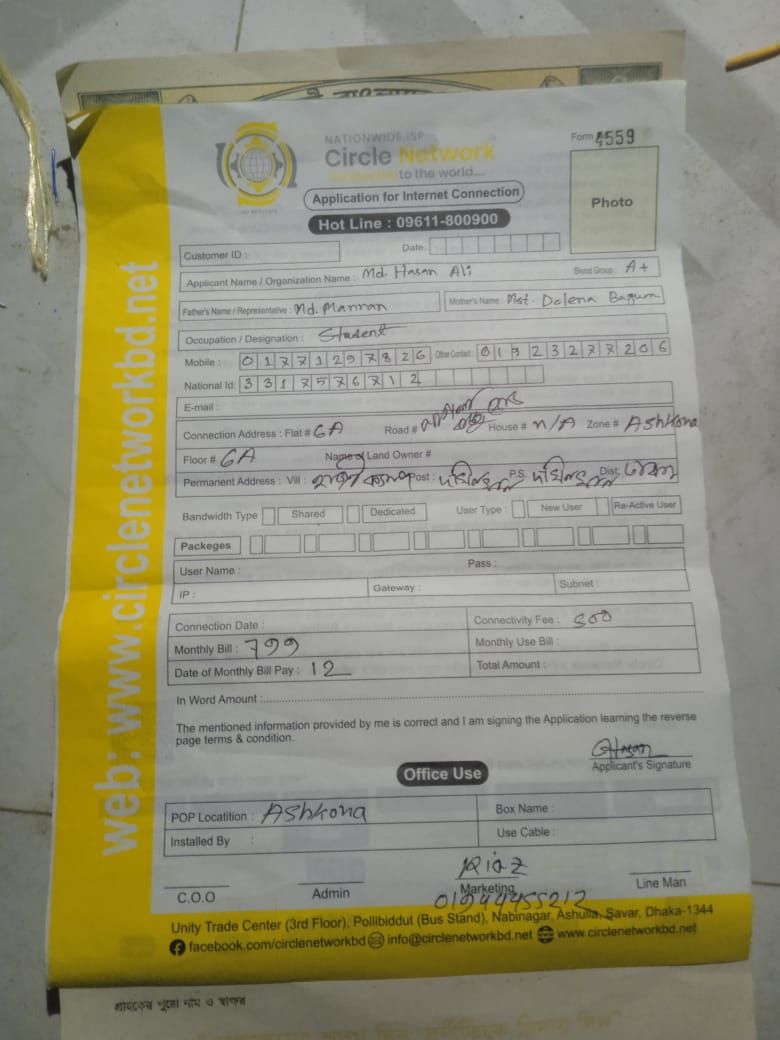 NATIONWIDE ISP
Circle Network
to the world...
Form 4559
Application for Internet Connection
Hot Line : 09611-800900
Photo
Customer ID :
Date:
Applicant Name / Organization Name : Md. Hasan Ali Blood Group : A+
Father's Name / Representative : Md. Mannan Mother's Name : Mst. Dolena Bagum
Occupation / Designation : Student
Mobile : 01771297826 Other Contact : 01923277206
National Id: 3317576712
E-mail :
Connection Address : Flat # 6A Road # House # n/A Zone # Ashkona
Floor # 6A Name of Land Owner #
Permanent Address : Vill : Post : P.S. Dist.
Bandwidth Type Shared Dedicated User Type : New User Re-Active User
Packeges
User Name : Pass :
IP : Gateway : Subnet :
Connection Date : Connectivity Fee : 500
Monthly Bill : 799 Monthly Use Bill :
Date of Monthly Bill Pay : 12 Total Amount :
In Word Amount :
The mentioned information provided by me is correct and I am signing the Application learning the reverse
page terms & condition.
Hasan
Applicant's Signature
Office Use
POP Locatition : Ashkona Box Name :
Installed By : Use Cable :
Riaz
C.O.O Admin Marketing Line Man
01944455212
Unity Trade Center (3rd Floor), Pollibiddut (Bus Stand), Nabinagar, Ashulia, Savar, Dhaka-1344
facebook.com/circlenetworkbd info@circlenetworkbd.net www.circlenetworkbd.net
web: www.circlenetworkbd.net
গ্রাহকের পুরো নাম ও স্বাক্ষর